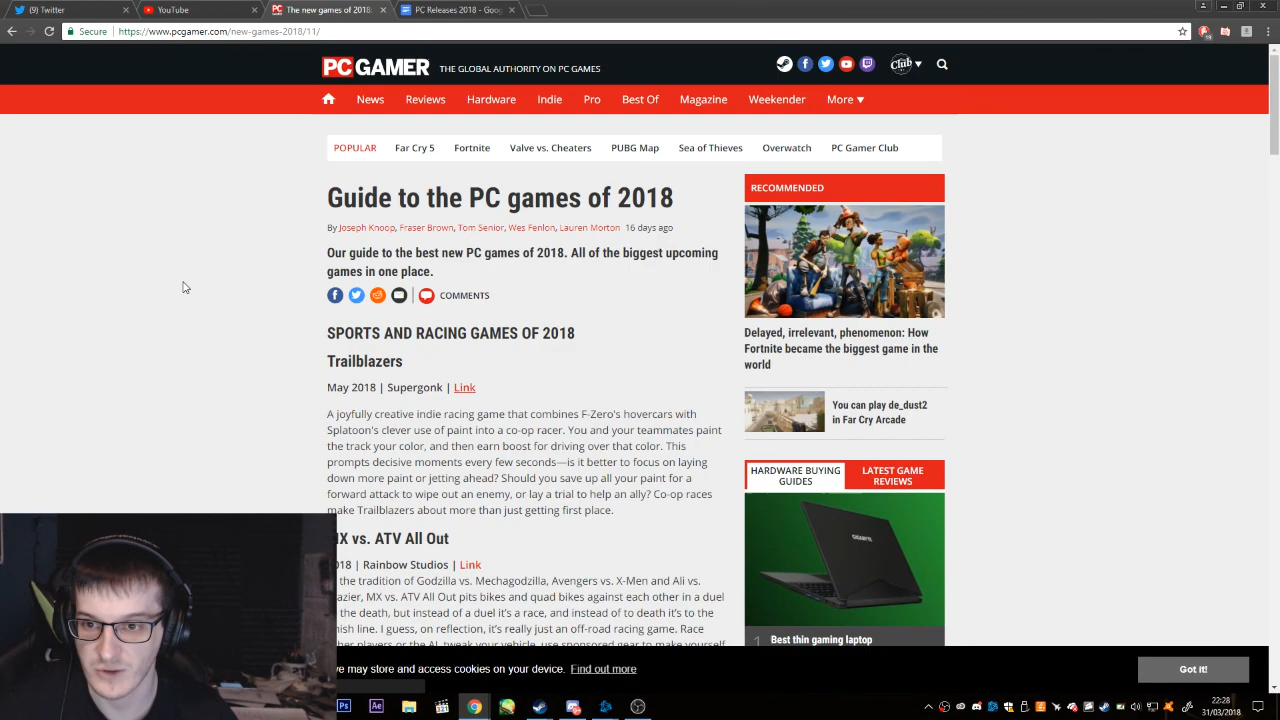 (9) Twitter
YouTube
The new games of 2018:
PC Releases 2018 - Goog
Secure
https://www.pcgamer.com/new-games-2018/11/
PC GAMER
THE GLOBAL AUTHORITY ON PC GAMES
Club
News
Reviews
Hardware
Indie
Pro
Best Of
Magazine
Weekender
More ▼
POPULAR
Far Cry 5
Fortnite
Valve vs. Cheaters
PUBG Map
Sea of Thieves
Overwatch
PC Gamer Club
Guide to the PC games of 2018
By Joseph Knoop, Fraser Brown, Tom Senior, Wes Fenlon, Lauren Morton 16 days ago
Our guide to the best new PC games of 2018. All of the biggest upcoming
games in one place.
COMMENTS
SPORTS AND RACING GAMES OF 2018
Trailblazers
May 2018 | Supergonk | Link
A joyfully creative indie racing game that combines F-Zero's hovercars with
Splatoon's clever use of paint into a co-op racer. You and your teammates paint
the track your color, and then earn boost for driving over that color. This
prompts decisive moments every few seconds—is it better to focus on laying
down more paint or jetting ahead? Should you save up all your paint for a
forward attack to wipe out an enemy, or lay a trial to help an ally? Co-op races
make Trailblazers about more than just getting first place.
MX vs. ATV All Out
018 | Rainbow Studios | Link
the tradition of Godzilla vs. Mechagodzilla, Avengers vs. X-Men and Ali vs.
azier, MX vs. ATV All Out pits bikes and quad bikes against each other in a duel
the death, but instead of a duel it's a race, and instead of to death it's to the
nish line. I guess, on reflection, it's really just an off-road racing game. Race
her players or the AI, tweak your vehicle, use sponsored gear to make yourself
RECOMMENDED
Delayed, irrelevant, phenomenon: How
Fortnite became the biggest game in the
world
You can play de_dust2
in Far Cry Arcade
HARDWARE BUYING
GUIDES
LATEST GAME
REVIEWS
GIGABYTE
1 Best thin gaming laptop
we may store and access cookies on your device. Find out more
Got it!
Ps
Ae
22:28
31/03/2018